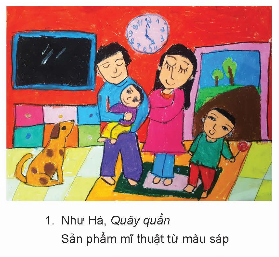 1. Như Hà, Quây quần
Sản phẩm mĩ thuật từ màu sáp